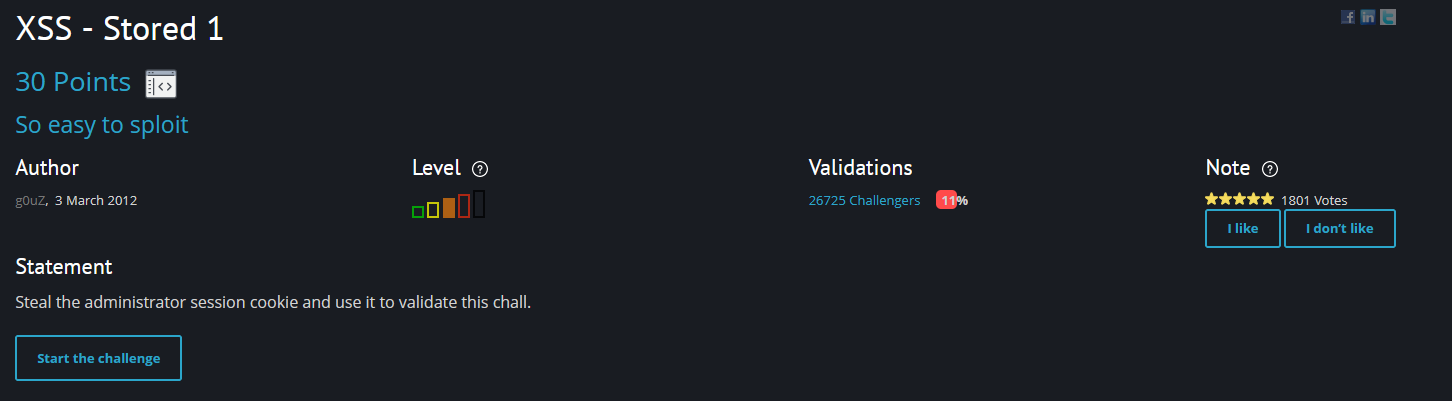 XSS - Stored 1
30 Points
So easy to sploit
Author
g0uZ, 3 March 2012
Level ?
Validations
26725 Challengers 11%
Note ?
1801 Votes
I like I don't like
Statement
Steal the administrator session cookie and use it to validate this chall.
Start the challenge